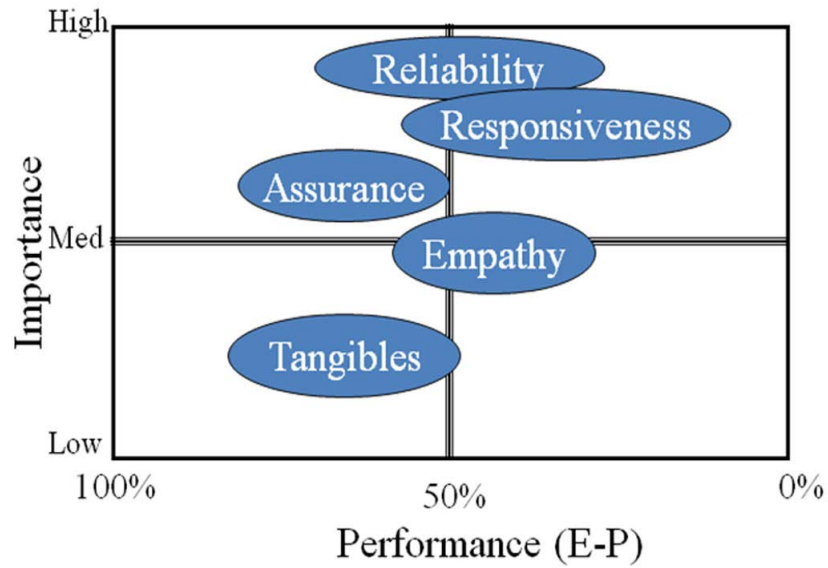 High
Reliability
Responsiveness
Assurance
Importance
Med
Empathy
Tangibles
Low
100%
50%
0%
Performance (E-P)